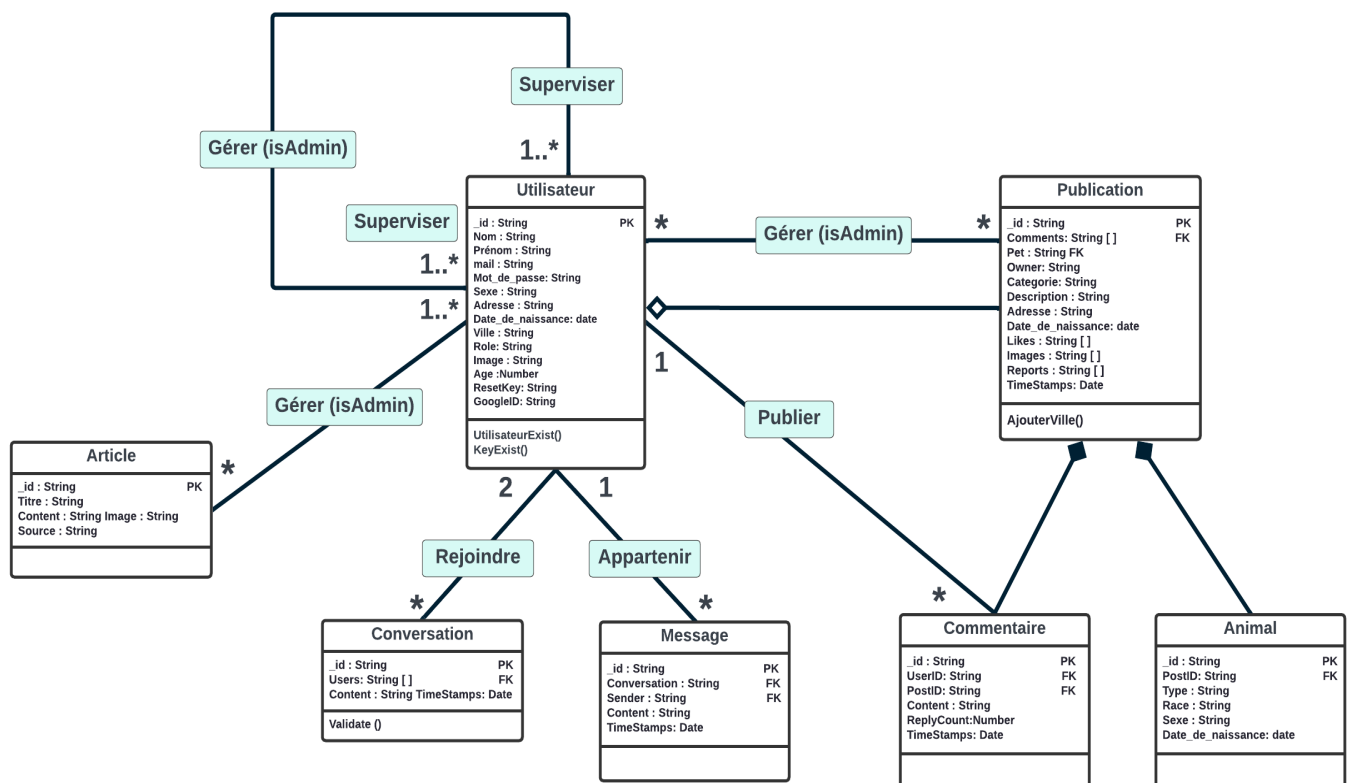 Superviser
Gérer (isAdmin)
1..*
Superviser
1..*
1..*
Utilisateur
_id : String PK
Nom : String
Prénom : String
mail : String
Mot_de_passe: String
Sexe : String
Adresse : String
Date_de_naissance: date
Ville : String
Role: String
Image : String
Age :Number
ResetKey: String
GoogleID: String
UtilisateurExist()
KeyExist()
*
Gérer (isAdmin)
*
Publication
_id : String PK
Comments: String [ ] FK
Pet : String FK
Owner: String
Categorie: String
Description : String
Adresse : String
Date_de_naissance: date
Likes : String [ ]
Images : String [ ]
Reports : String [ ]
TimeStamps: Date
AjouterVille()
1
Publier
*
Gérer (isAdmin)
*
Article
_id : String PK
Titre : String
Content : String Image : String
Source : String
2
1
Rejoindre
Appartenir
*
*
Conversation
_id : String PK
Users: String [ ] FK
Content : String TimeStamps: Date
Validate ()
Message
_id : String PK
Conversation : String FK
Sender : String FK
Content : String
TimeStamps: Date
Commentaire
_id : String PK
UserID: String FK
PostID: String FK
Content : String
ReplyCount:Number
TimeStamps: Date
Animal
_id : String PK
PostID: String FK
Type : String
Race : String
Sexe : String
Date_de_naissance: date